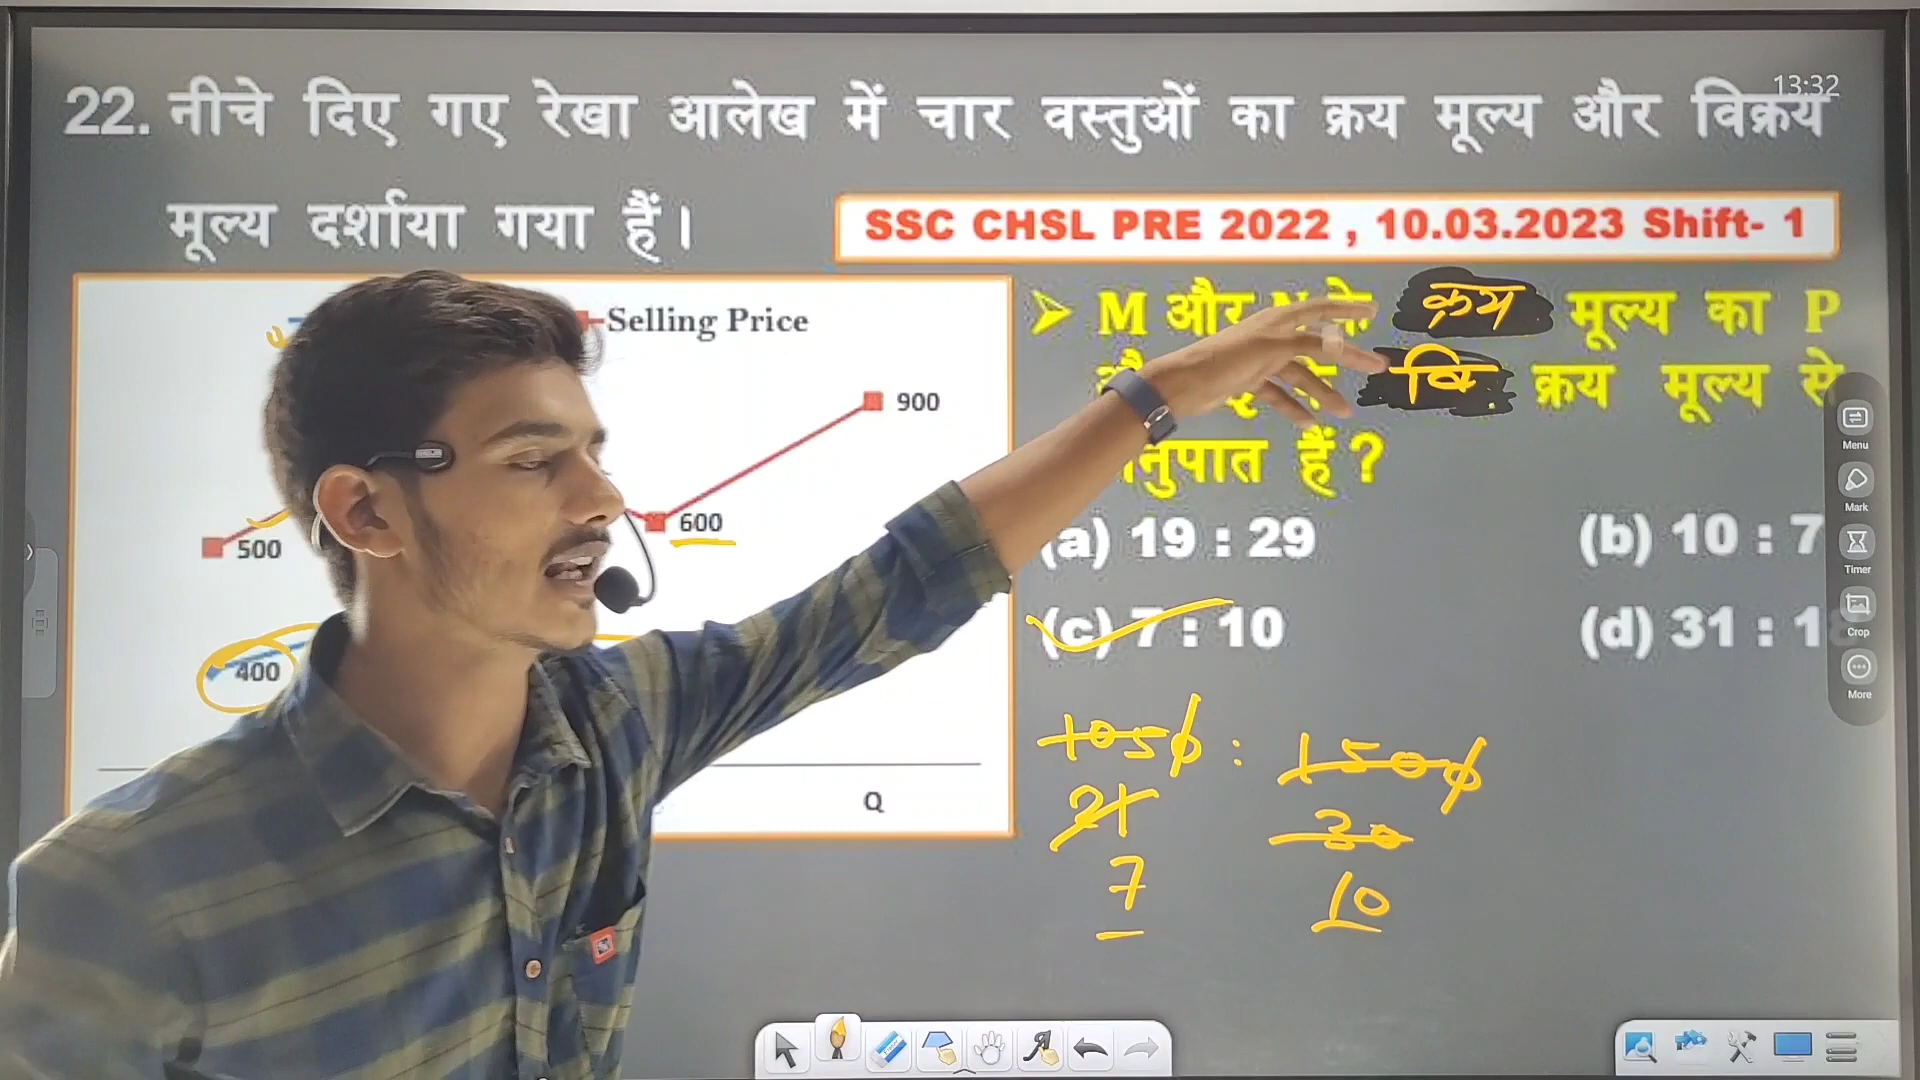 13:32
22. नीचे दिए गए रेखा आलेख में चार वस्तुओं का क्रय मूल्य और विक्रय
मूल्य दर्शाया गया हैं।
SSC CHSL PRE 2022 , 10.03.2023 Shift- 1
Selling Price
900
600
500
400
Q
M और के क्रय मूल्य का P
वि क्रय मूल्य से
हैं ?
(a) 19 : 29
(b) 10 : 7
(c) 7 : 10
(d) 31 : 1
1050 : 1500
21 30
7 10
Menu
Mark
Timer
Crop
More